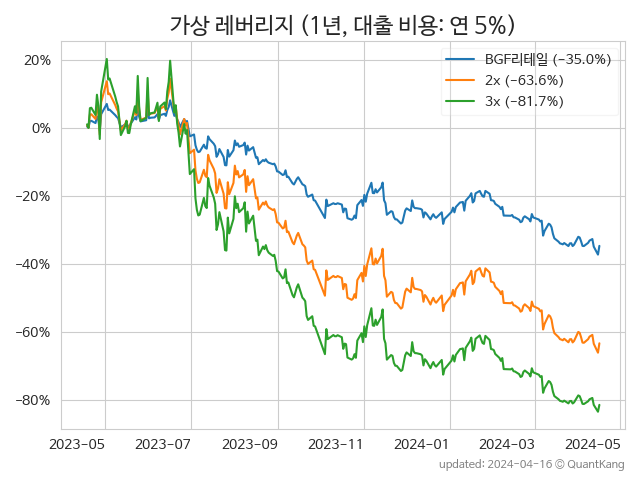 가상 레버리지 (1년, 대출 비용: 연 5%)
BGF리테일 (−35.0%)
2x (−63.6%)
3x (−81.7%)
20%
0%
−20%
−40%
−60%
−80%
2023-05 2023-07 2023-09 2023-11 2024-01 2024-03 2024-05
updated: 2024-04-16 © QuantKang